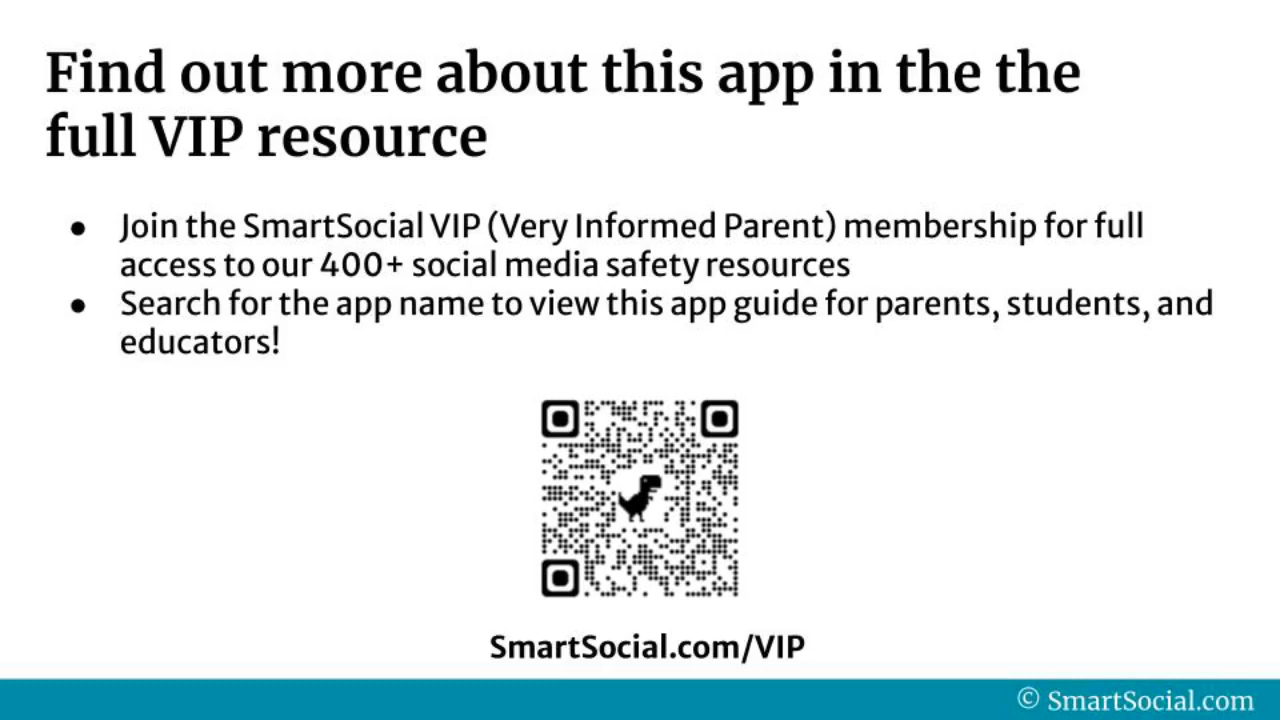 Find out more about this app in the the
full VIP resource
● Join the SmartSocial VIP (Very Informed Parent) membership for full
access to our 400+ social media safety resources
● Search for the app name to view this app guide for parents, students, and
educators!
SmartSocial.com/VIP
© SmartSocial.com